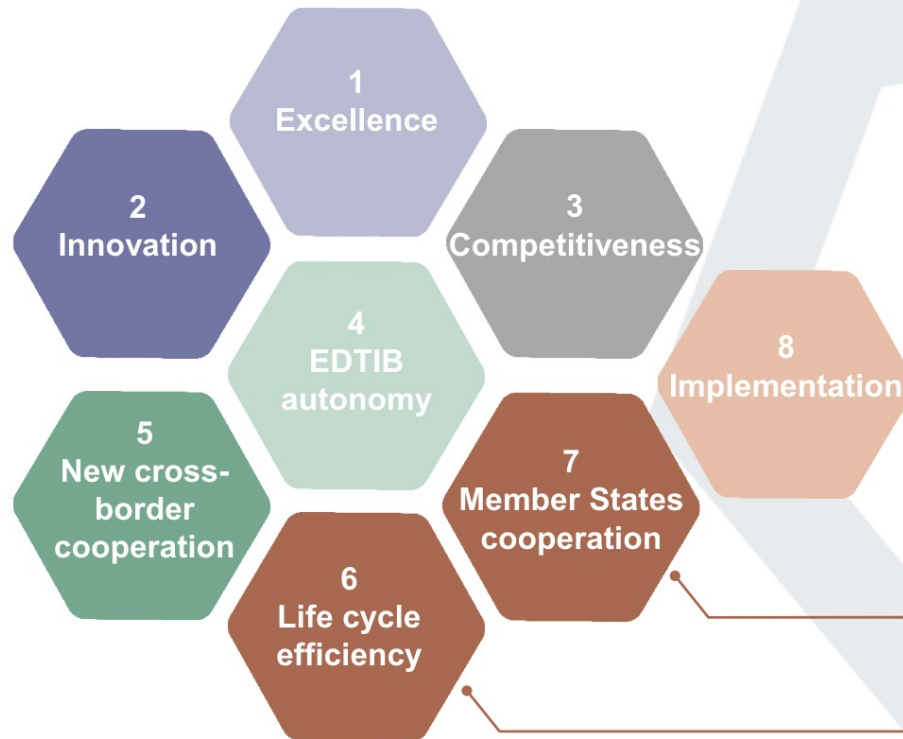 1
Excellence
2
Innovation
3
Competitiveness
4
EDTIB
autonomy
5
New cross-
border
cooperation
6
Life cycle
efficiency
7
Member States
cooperation
8
Implementation